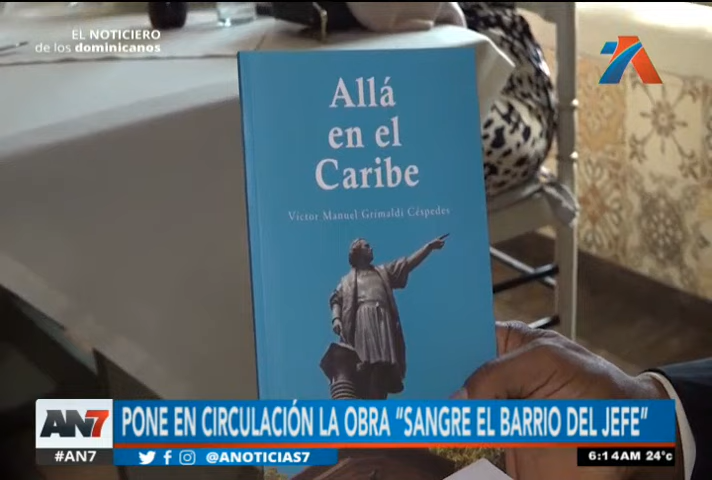 EL NOTICIERO
de los dominicanos
Allá
en el
Caribe
Víctor Manuel Grimaldi Céspedes
AN7
PONE EN CIRCULACIÓN LA OBRA “SANGRE EL BARRIO DEL JEFE”
#AN7
@ANOTICIAS7
6:14AM 24°c